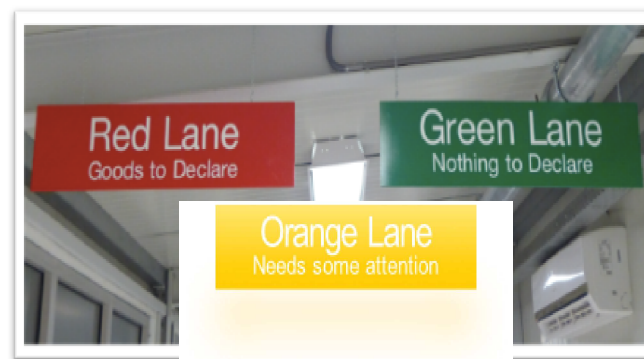 Red Lane
Goods to Declare
Green Lane
Nothing to Declare
Orange Lane
Needs some attention